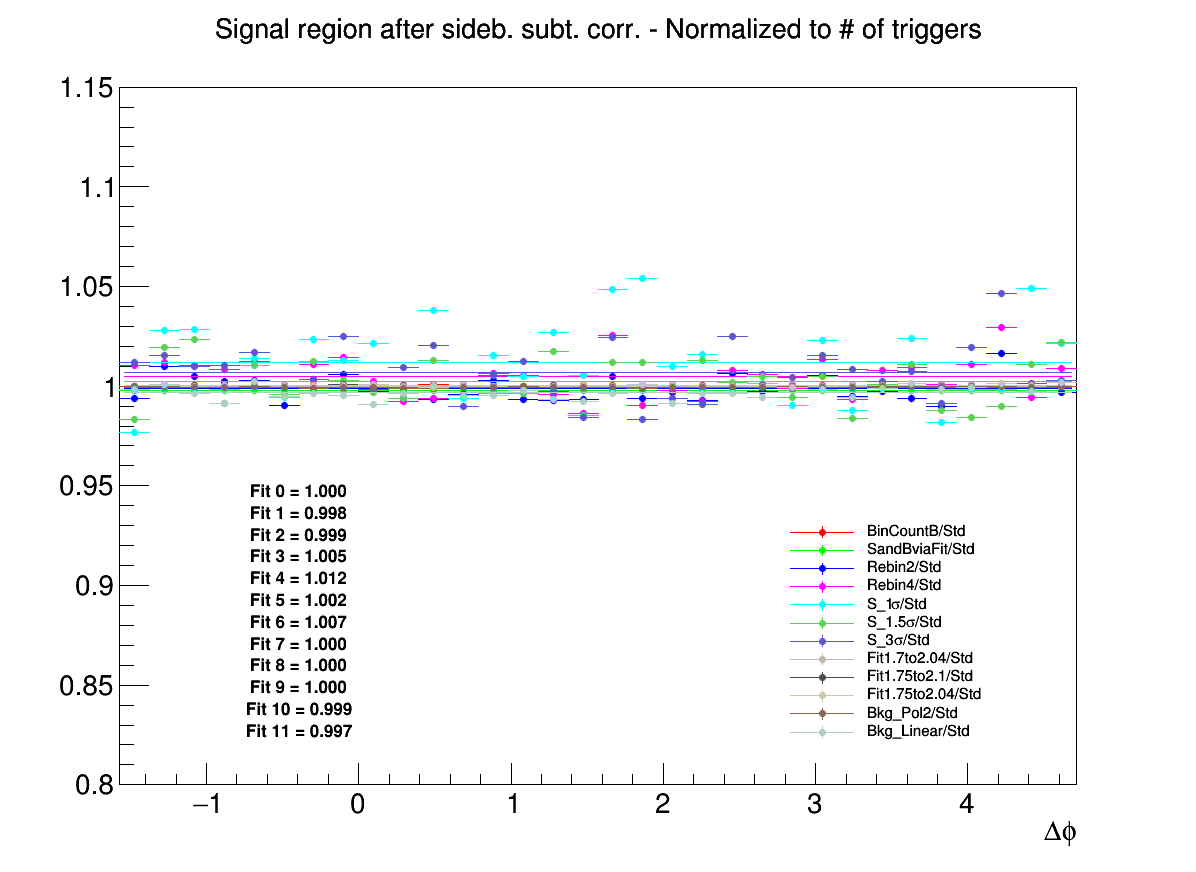 Signal region after sideb. subt. corr. - Normalized to # of triggers
1.15
1.1
1.05
1
0.95
0.9
0.85
0.8
Fit 0 = 1.000
Fit 1 = 0.998
Fit 2 = 0.999
Fit 3 = 1.005
Fit 4 = 1.012
Fit 5 = 1.002
Fit 6 = 1.007
Fit 7 = 1.000
Fit 8 = 1.000
Fit 9 = 1.000
Fit 10 = 0.999
Fit 11 = 0.997
BinCountB/Std
SandBviaFit/Std
Rebin2/Std
Rebin4/Std
S_1σ/Std
S_1.5σ/Std
S_3σ/Std
Fit1.7to2.04/Std
Fit1.75to2.1/Std
Fit1.75to2.04/Std
Bkg_Pol2/Std
Bkg_Linear/Std
−1 0 1 2 3 4
Δφ